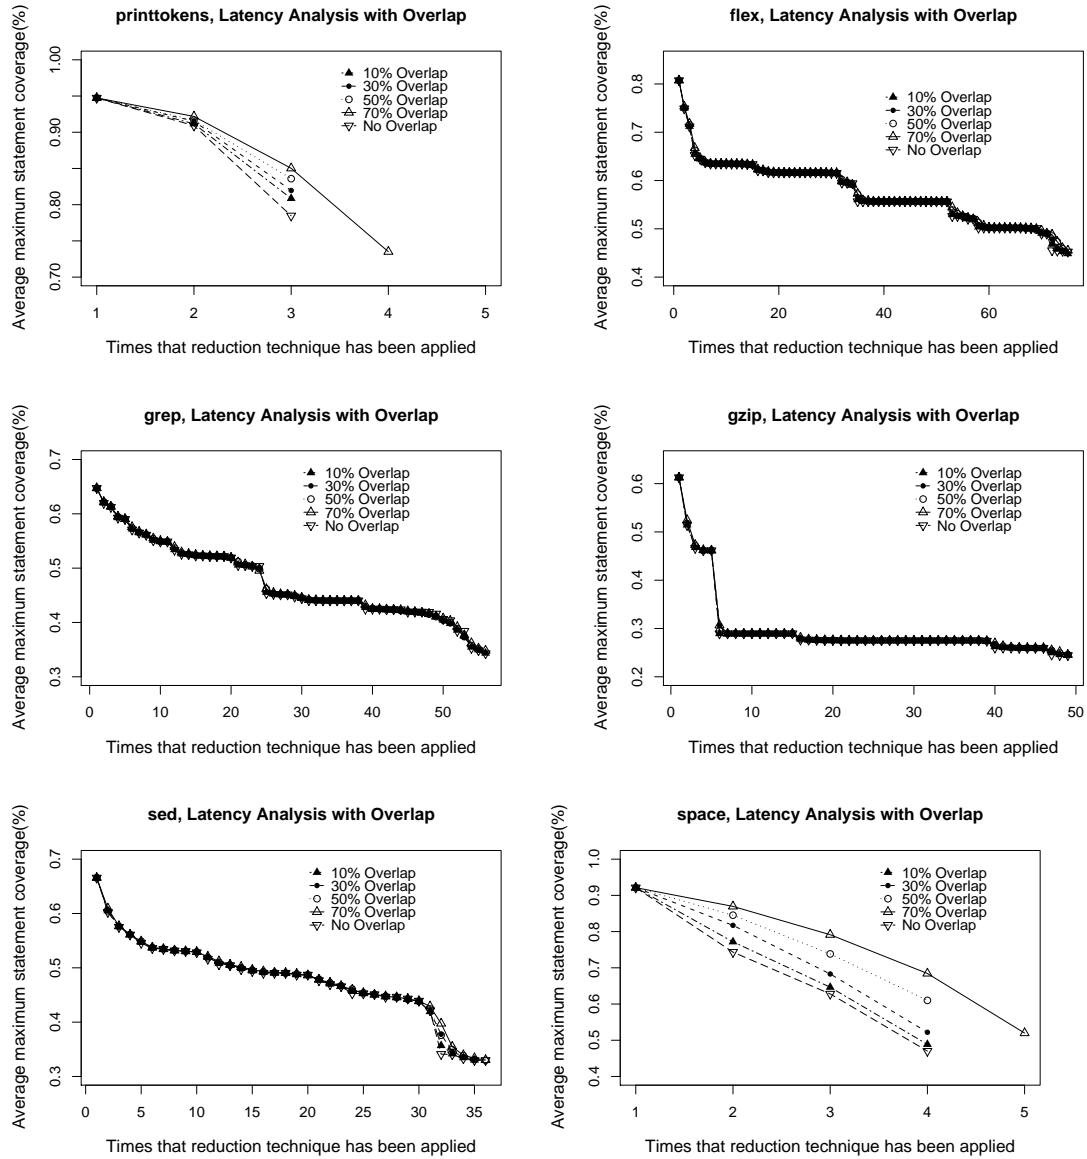 printtokens, Latency Analysis with Overlap
Average maximum statement coverage(%)
1.00
0.90
0.80
0.70
10% Overlap
30% Overlap
50% Overlap
70% Overlap
No Overlap
1 2 3 4 5
Times that reduction technique has been applied
flex, Latency Analysis with Overlap
Average maximum statement coverage(%)
0.8
0.7
0.6
0.5
0.4
10% Overlap
30% Overlap
50% Overlap
70% Overlap
No Overlap
0 20 40 60
Times that reduction technique has been applied
grep, Latency Analysis with Overlap
Average maximum statement coverage(%)
0.7
0.6
0.5
0.4
0.3
10% Overlap
30% Overlap
50% Overlap
70% Overlap
No Overlap
0 10 20 30 40 50
Times that reduction technique has been applied
gzip, Latency Analysis with Overlap
Average maximum statement coverage(%)
0.6
0.5
0.4
0.3
0.2
10% Overlap
30% Overlap
50% Overlap
70% Overlap
No Overlap
0 10 20 30 40 50
Times that reduction technique has been applied
sed, Latency Analysis with Overlap
Average maximum statement coverage(%)
0.7
0.6
0.5
0.4
0.3
10% Overlap
30% Overlap
50% Overlap
70% Overlap
No Overlap
0 5 10 15 20 25 30 35
Times that reduction technique has been applied
space, Latency Analysis with Overlap
Average maximum statement coverage(%)
1.0
0.9
0.8
0.7
0.6
0.5
0.4
10% Overlap
30% Overlap
50% Overlap
70% Overlap
No Overlap
1 2 3 4 5
Times that reduction technique has been applied